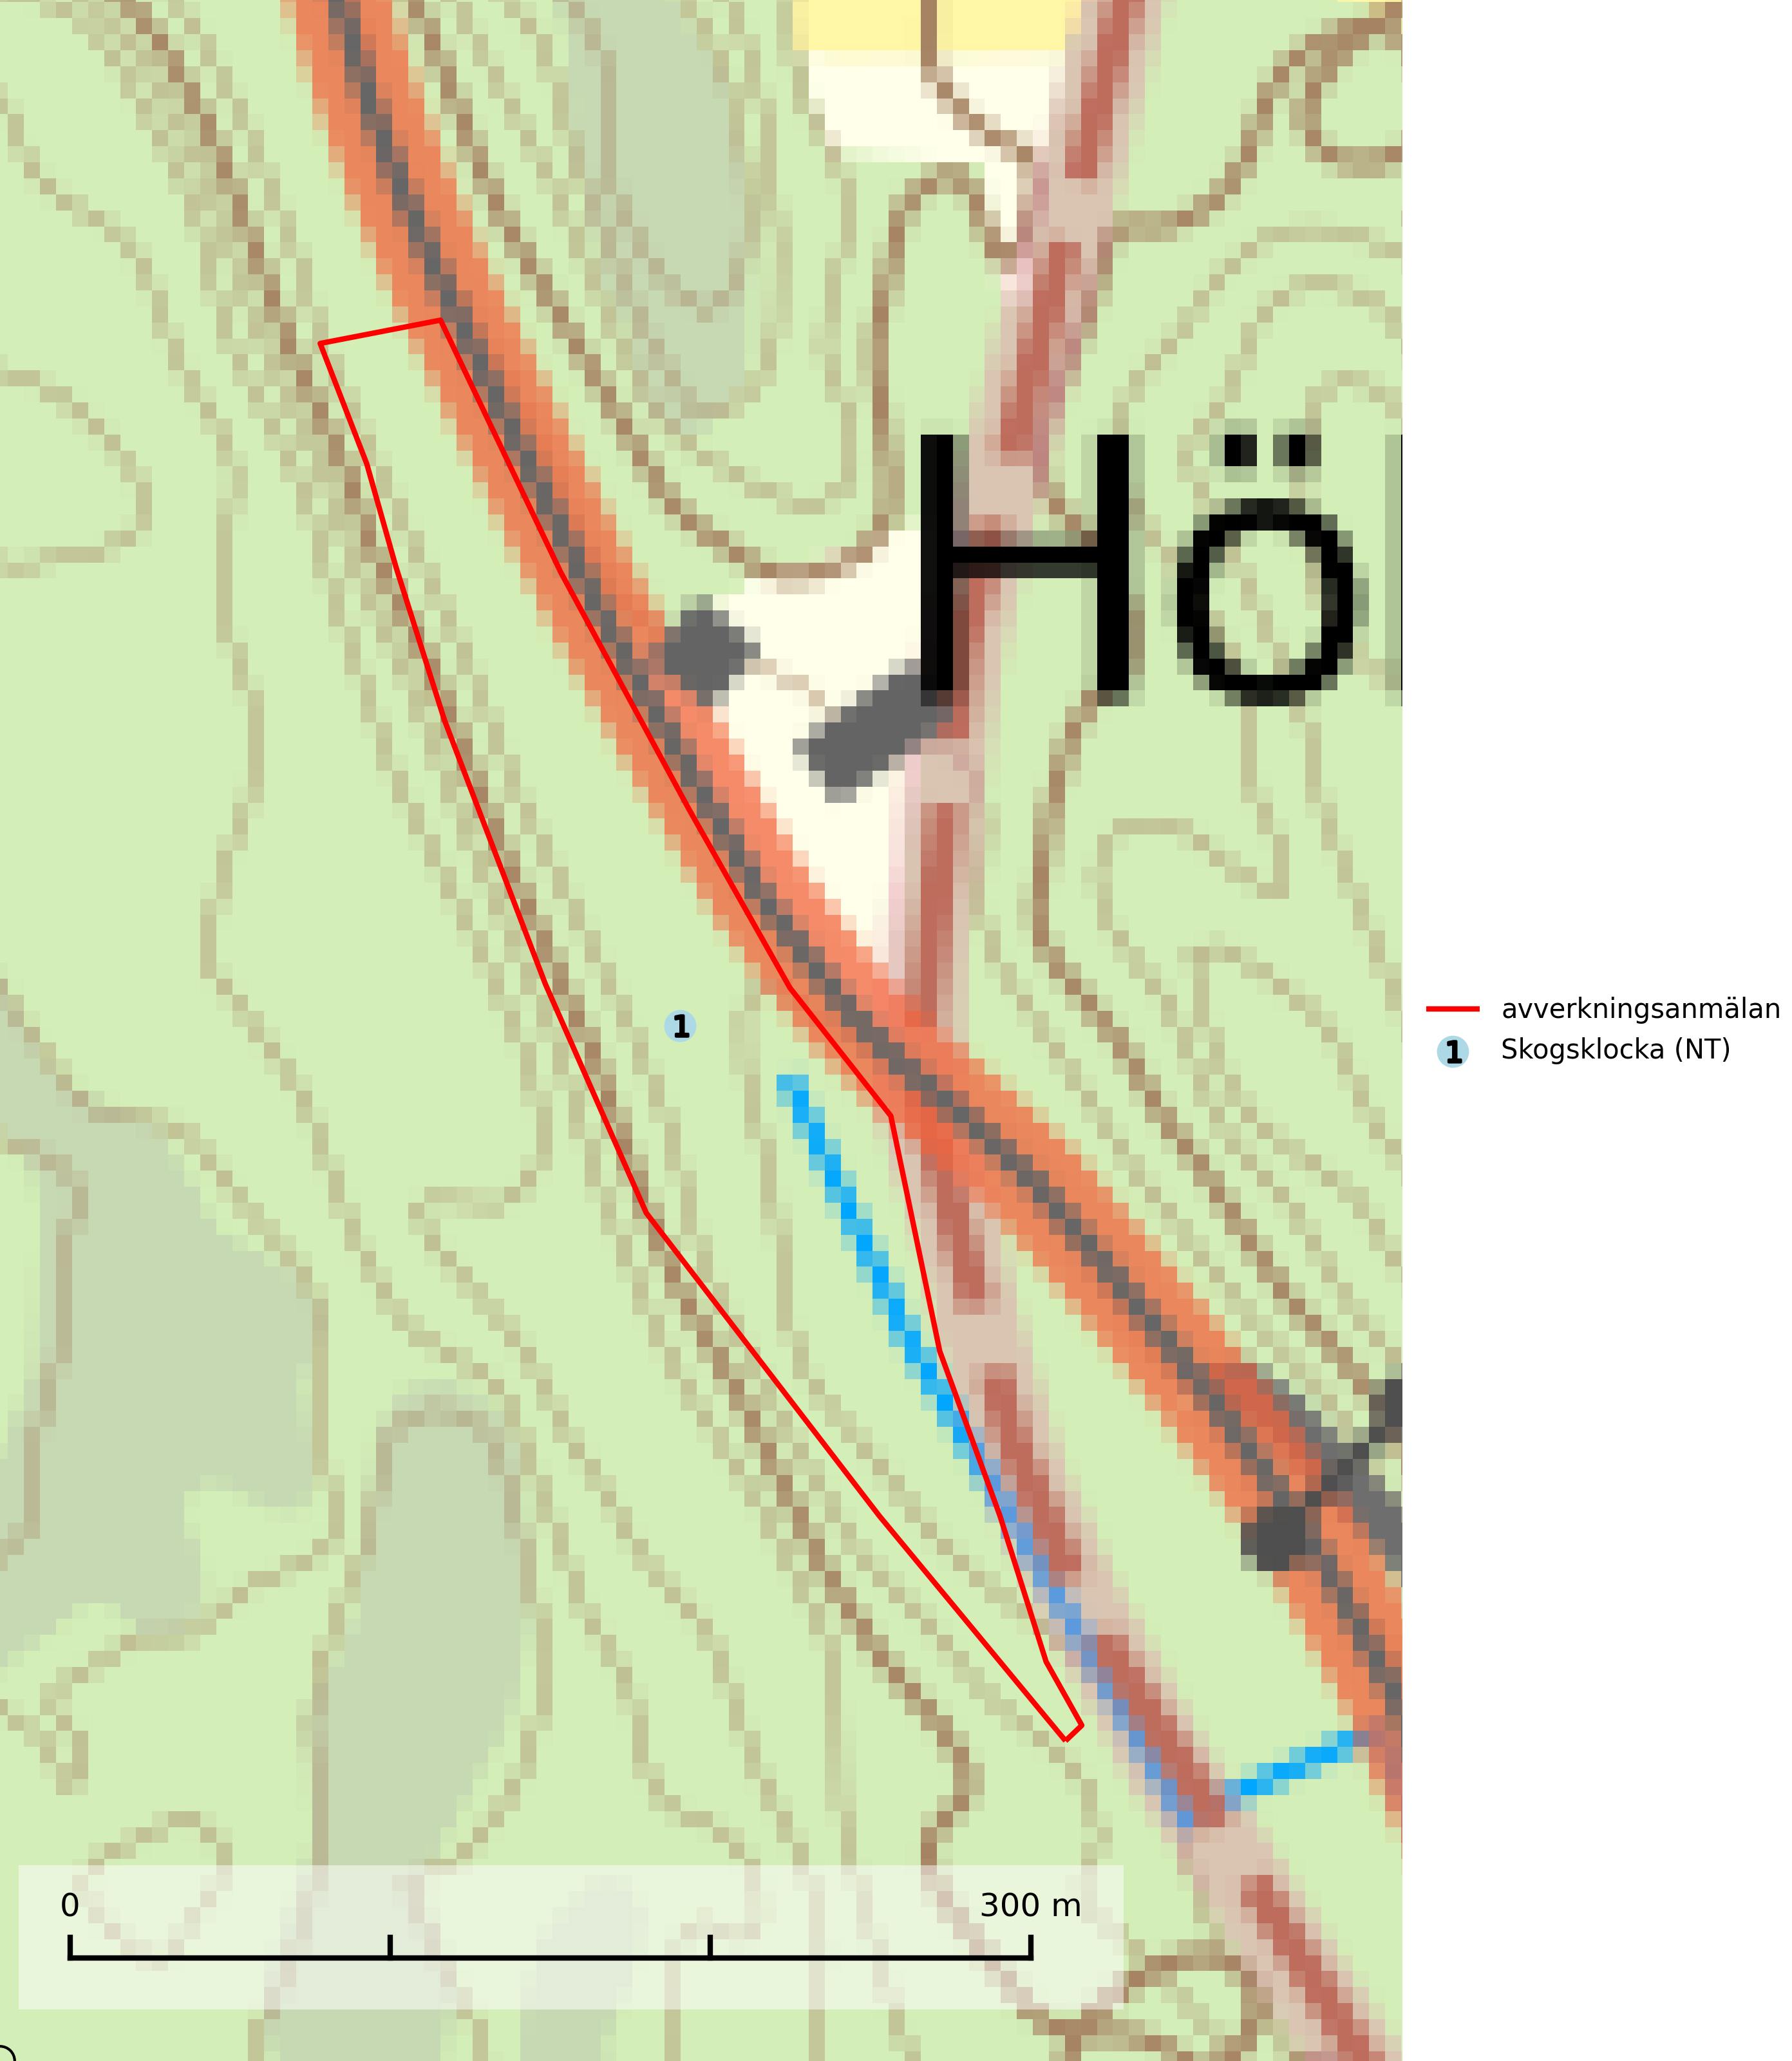 Hö
1
avverkningsanmälan
1 Skogsklocka (NT)
0 300 m